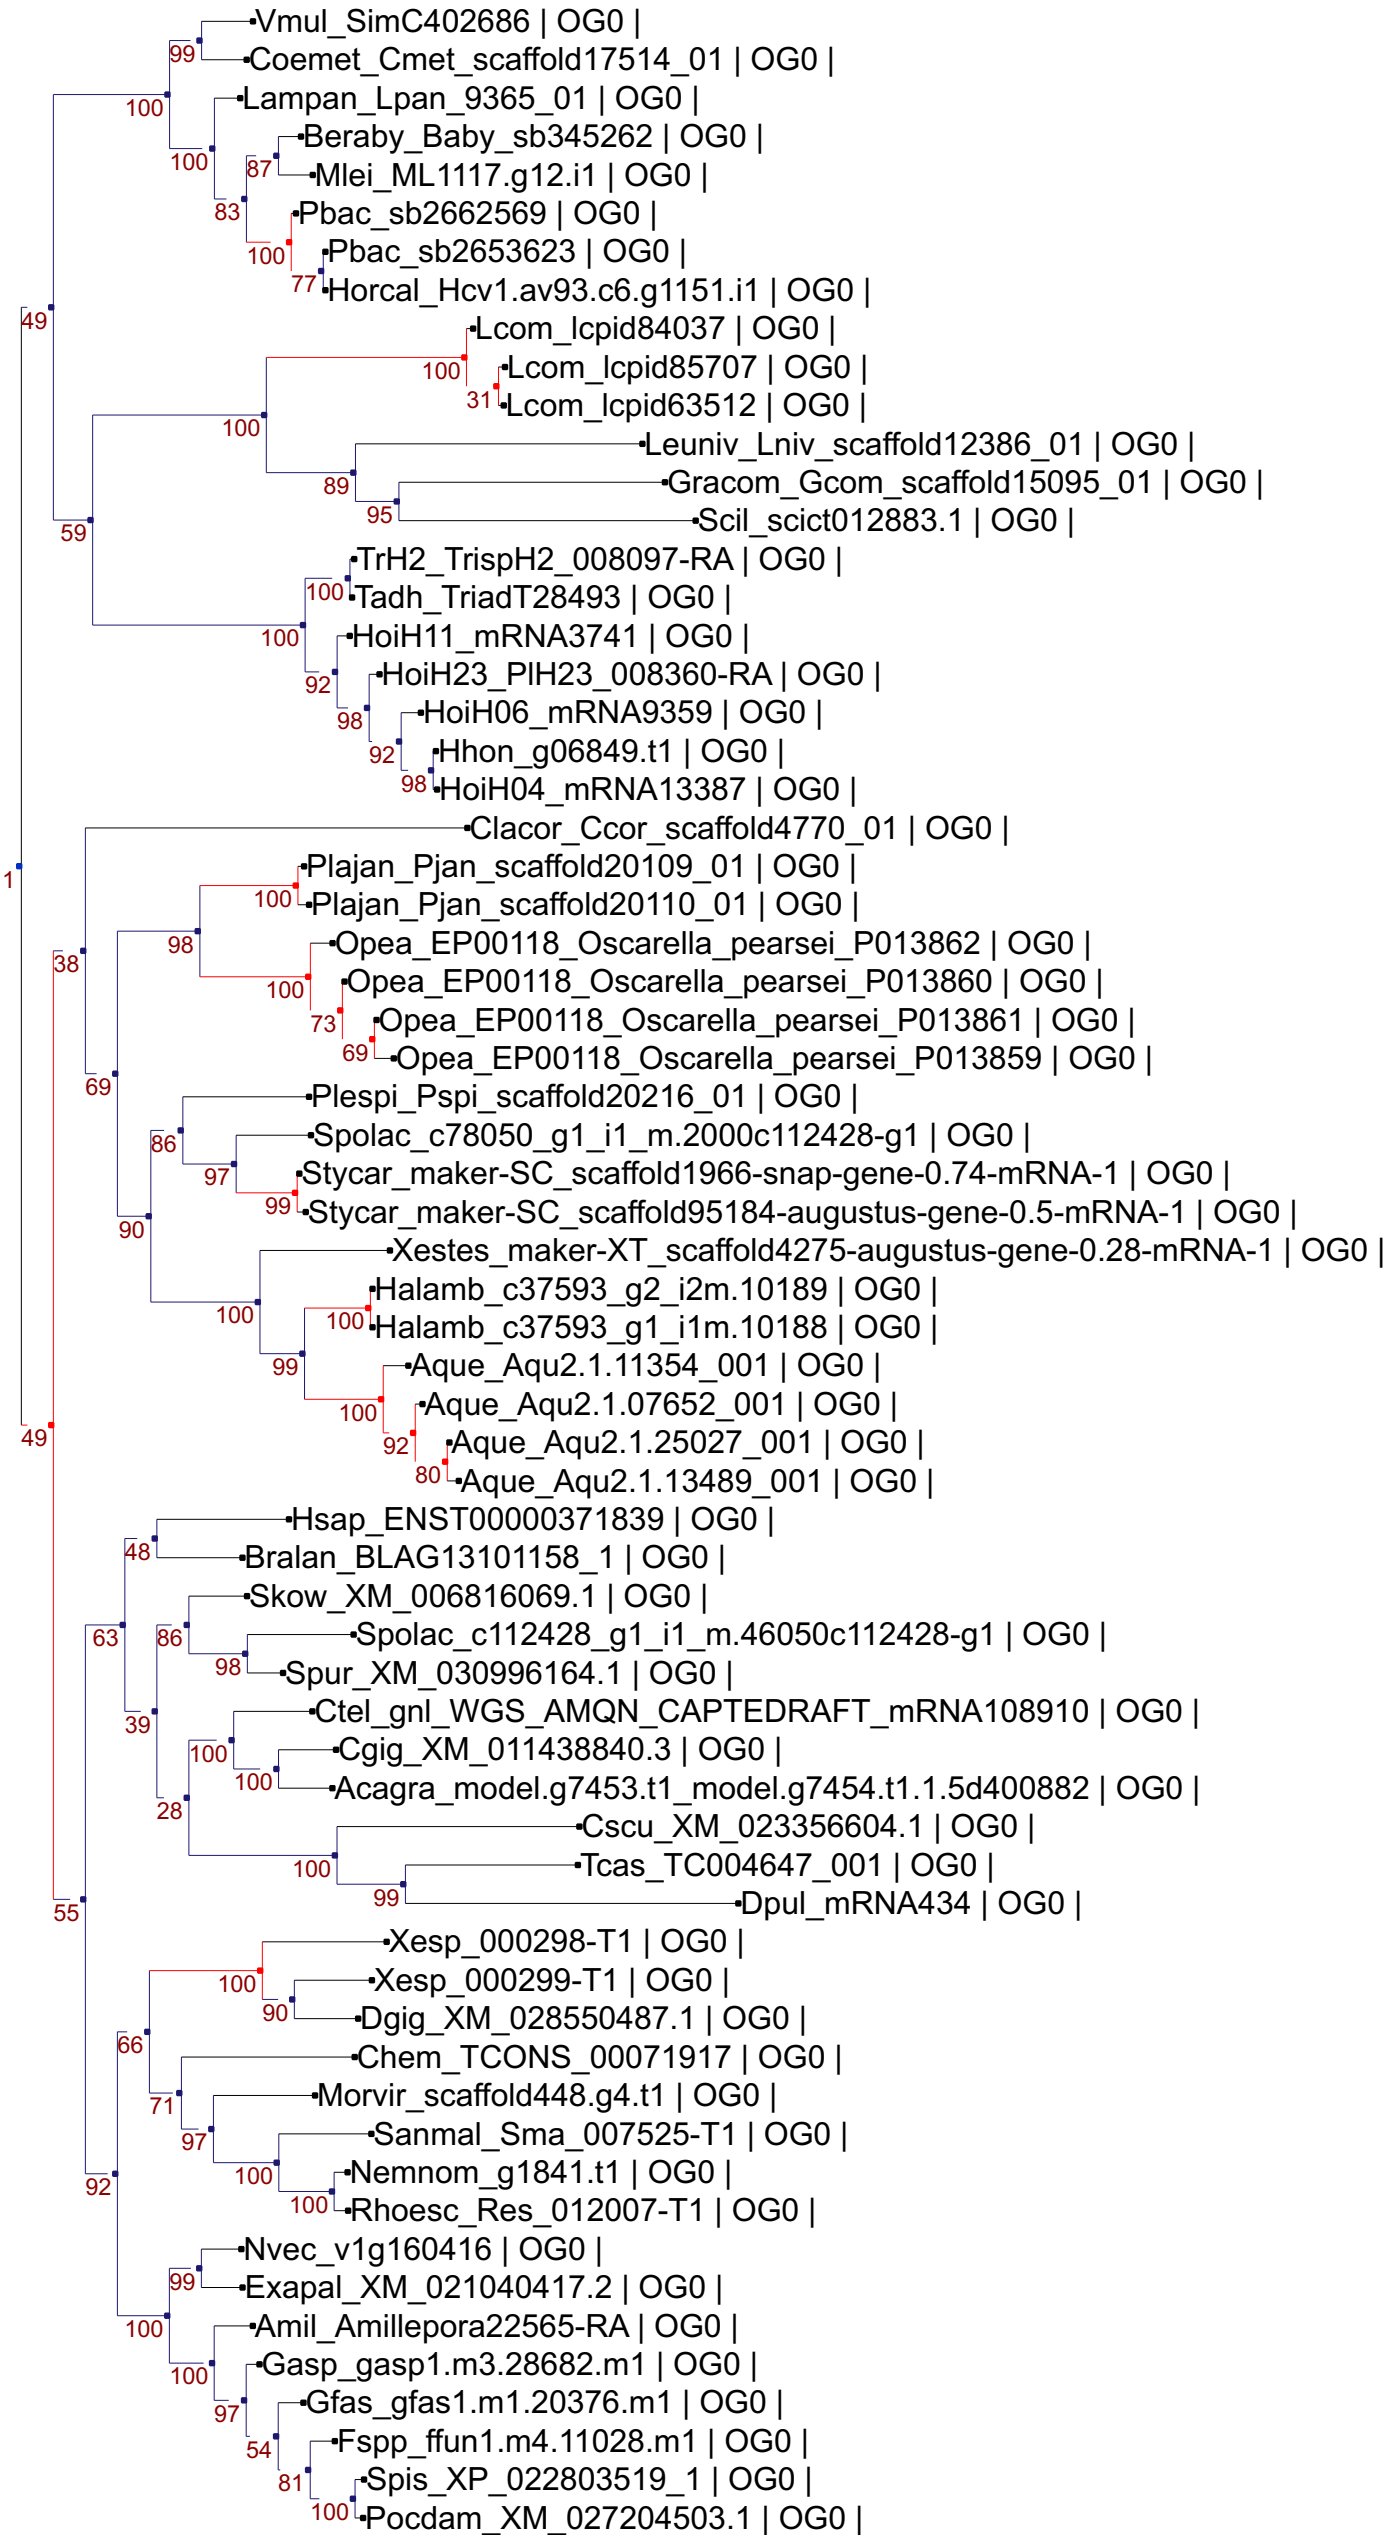 Vmul_SimC402686 | OG0 |
99
Coemet_Cmet_scaffold17514_01 | OG0 |
100
Lampan_Lpan_9365_01 | OG0 |
Beraby_Baby_sb345262 | OG0 |
100
87
Mlei_ML1117.g12.i1 | OG0 |
83
Pbac_sb2662569 | OG0 |
100
Pbac_sb2653623 | OG0 |
77
Horcal_Hcv1.av93.c6.g1151.i1 | OG0 |
49
Lcom_lcpid84037 | OG0 |
100
Lcom_lcpid85707 | OG0 |
31
Lcom_lcpid63512 | OG0 |
100
Leuniv_Lniv_scaffold12386_01 | OG0 |
89
Gracom_Gcom_scaffold15095_01 | OG0 |
95
Scil_scict012883.1 | OG0 |
59
TrH2_TrispH2_008097-RA | OG0 |
100
Tadh_TriadT28493 | OG0 |
100
HoiH11_mRNA3741 | OG0 |
92
HoiH23_PlH23_008360-RA | OG0 |
98
HoiH06_mRNA9359 | OG0 |
92
Hhon_g06849.t1 | OG0 |
98
HoiH04_mRNA13387 | OG0 |
Clacor_Ccor_scaffold4770_01 | OG0 |
1
Plajan_Pjan_scaffold20109_01 | OG0 |
100
Plajan_Pjan_scaffold20110_01 | OG0 |
98
Opea_EP00118_Oscarella_pearsei_P013862 | OG0 |
38
Opea_EP00118_Oscarella_pearsei_P013860 | OG0 |
100
73
Opea_EP00118_Oscarella_pearsei_P013861 | OG0 |
69
Opea_EP00118_Oscarella_pearsei_P013859 | OG0 |
69
Plespi_Pspi_scaffold20216_01 | OG0 |
86
Spolac_c78050_g1_i1_m.2000c112428-g1 | OG0 |
97
Stycar_maker-SC_scaffold1966-snap-gene-0.74-mRNA-1 | OG0 |
99
Stycar_maker-SC_scaffold95184-augustus-gene-0.5-mRNA-1 | OG0 |
90
Xestes_maker-XT_scaffold4275-augustus-gene-0.28-mRNA-1 | OG0 |
Halamb_c37593_g2_i2m.10189 | OG0 |
100
100
Halamb_c37593_g1_i1m.10188 | OG0 |
99
Aque_Aqu2.1.11354_001 | OG0 |
100
Aque_Aqu2.1.07652_001 | OG0 |
49
92
Aque_Aqu2.1.25027_001 | OG0 |
80
Aque_Aqu2.1.13489_001 | OG0 |
Hsap_ENST00000371839 | OG0 |
48
Bralan_BLAG13101158_1 | OG0 |
Skow_XM_006816069.1 | OG0 |
63
86
Spolac_c112428_g1_i1_m.46050c112428-g1 | OG0 |
98
Spur_XM_030996164.1 | OG0 |
39
Ctel_gnl_WGS_AMQN_CAPTEDRAFT_mRNA108910 | OG0 |
100
Cgig_XM_011438840.3 | OG0 |
100
Acagra_model.g7453.t1_model.g7454.t1.1.5d400882 | OG0 |
28
Cscu_XM_023356604.1 | OG0 |
100
Tcas_TC004647_001 | OG0 |
99
Dpul_mRNA434 | OG0 |
55
Xesp_000298-T1 | OG0 |
100
Xesp_000299-T1 | OG0 |
90
Dgig_XM_028550487.1 | OG0 |
66
Chem_TCONS_00071917 | OG0 |
71
Morvir_scaffold448.g4.t1 | OG0 |
97
Sanmal_Sma_007525-T1 | OG0 |
100
Nemnom_g1841.t1 | OG0 |
92
100
Rhoesc_Res_012007-T1 | OG0 |
Nvec_v1g160416 | OG0 |
99
Exapal_XM_021040417.2 | OG0 |
100
Amil_Amillepora22565-RA | OG0 |
100
Gasp_gasp1.m3.28682.m1 | OG0 |
97
Gfas_gfas1.m1.20376.m1 | OG0 |
54
Fspp_ffun1.m4.11028.m1 | OG0 |
81
Spis_XP_022803519_1 | OG0 |
100
Pocdam_XM_027204503.1 | OG0 |